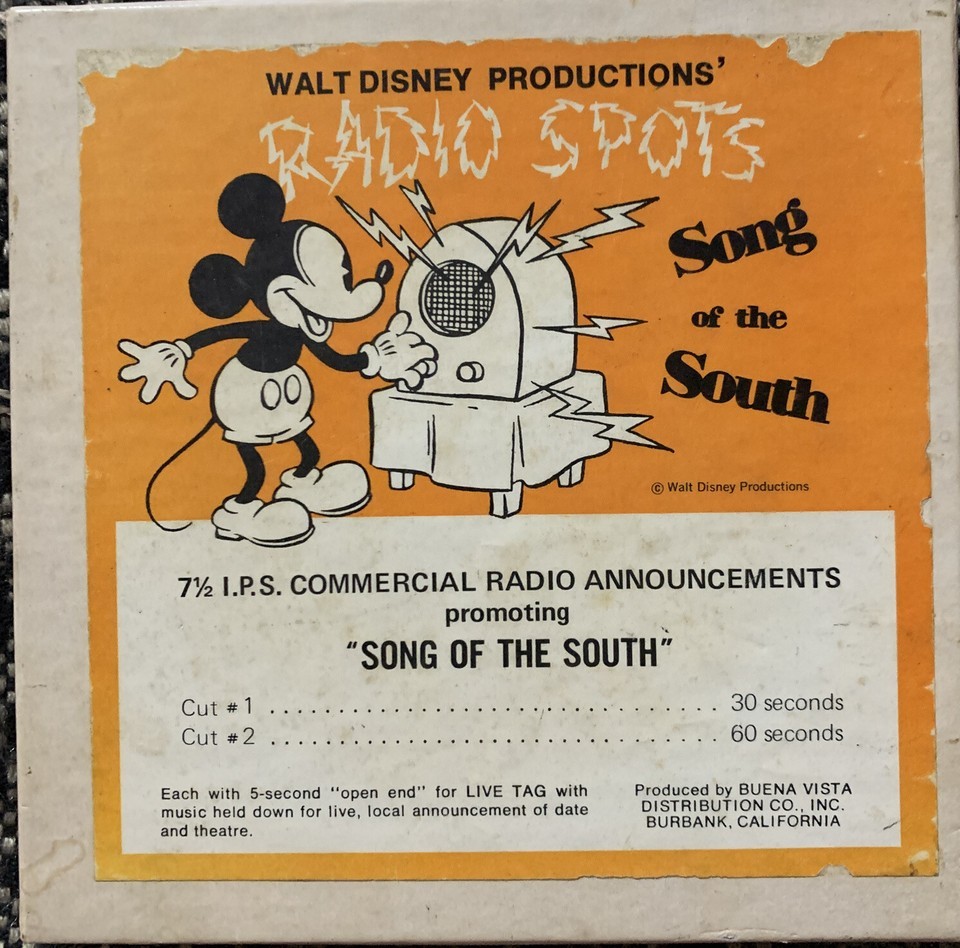 WALT DISNEY PRODUCTIONS'
RADIO SPOTS
Song
of the
South
© Walt Disney Productions
7½ I.P.S. COMMERCIAL RADIO ANNOUNCEMENTS
promoting
"SONG OF THE SOUTH"
Cut #1 .................................. 30 seconds
Cut #2 .................................. 60 seconds
Each with 5-second "open end" for LIVE TAG with
music held down for live, local announcement of date
and theatre.
Produced by BUENA VISTA
DISTRIBUTION CO., INC.
BURBANK, CALIFORNIA